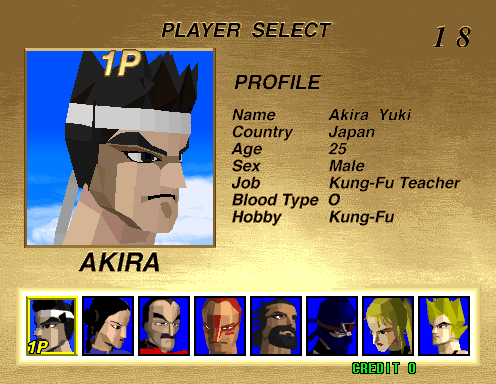 PLAYER SELECT
18
1P
PROFILE
Name Akira Yuki
Country Japan
Age 25
Sex Male
Job Kung-Fu Teacher
Blood Type O
Hobby Kung-Fu
AKIRA
1P
CREDIT 0